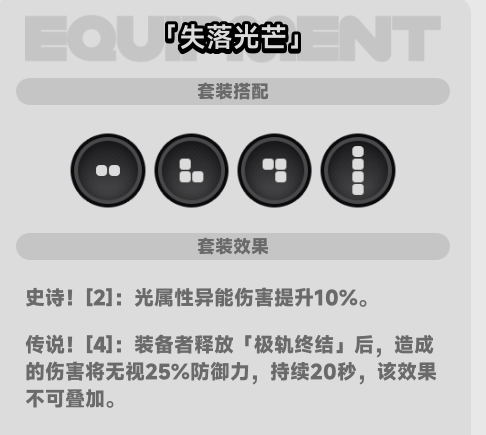 EQUIPMENT
「失落光芒」
套装搭配
套装效果
史诗！[2]：光属性异能伤害提升10%。
传说！[4]：装备者释放「极轨终结」后，造成
的伤害将无视25%防御力，持续20秒，该效果
不可叠加。